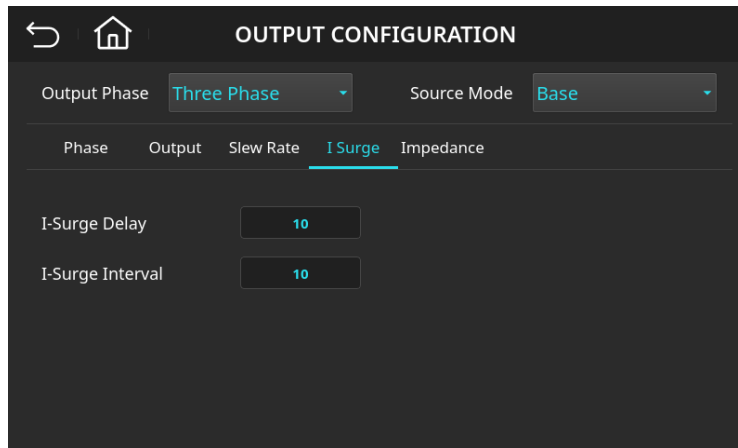 OUTPUT CONFIGURATION
Output Phase Three Phase Source Mode Base
Phase Output Slew Rate I Surge Impedance
I-Surge Delay 10
I-Surge Interval 10